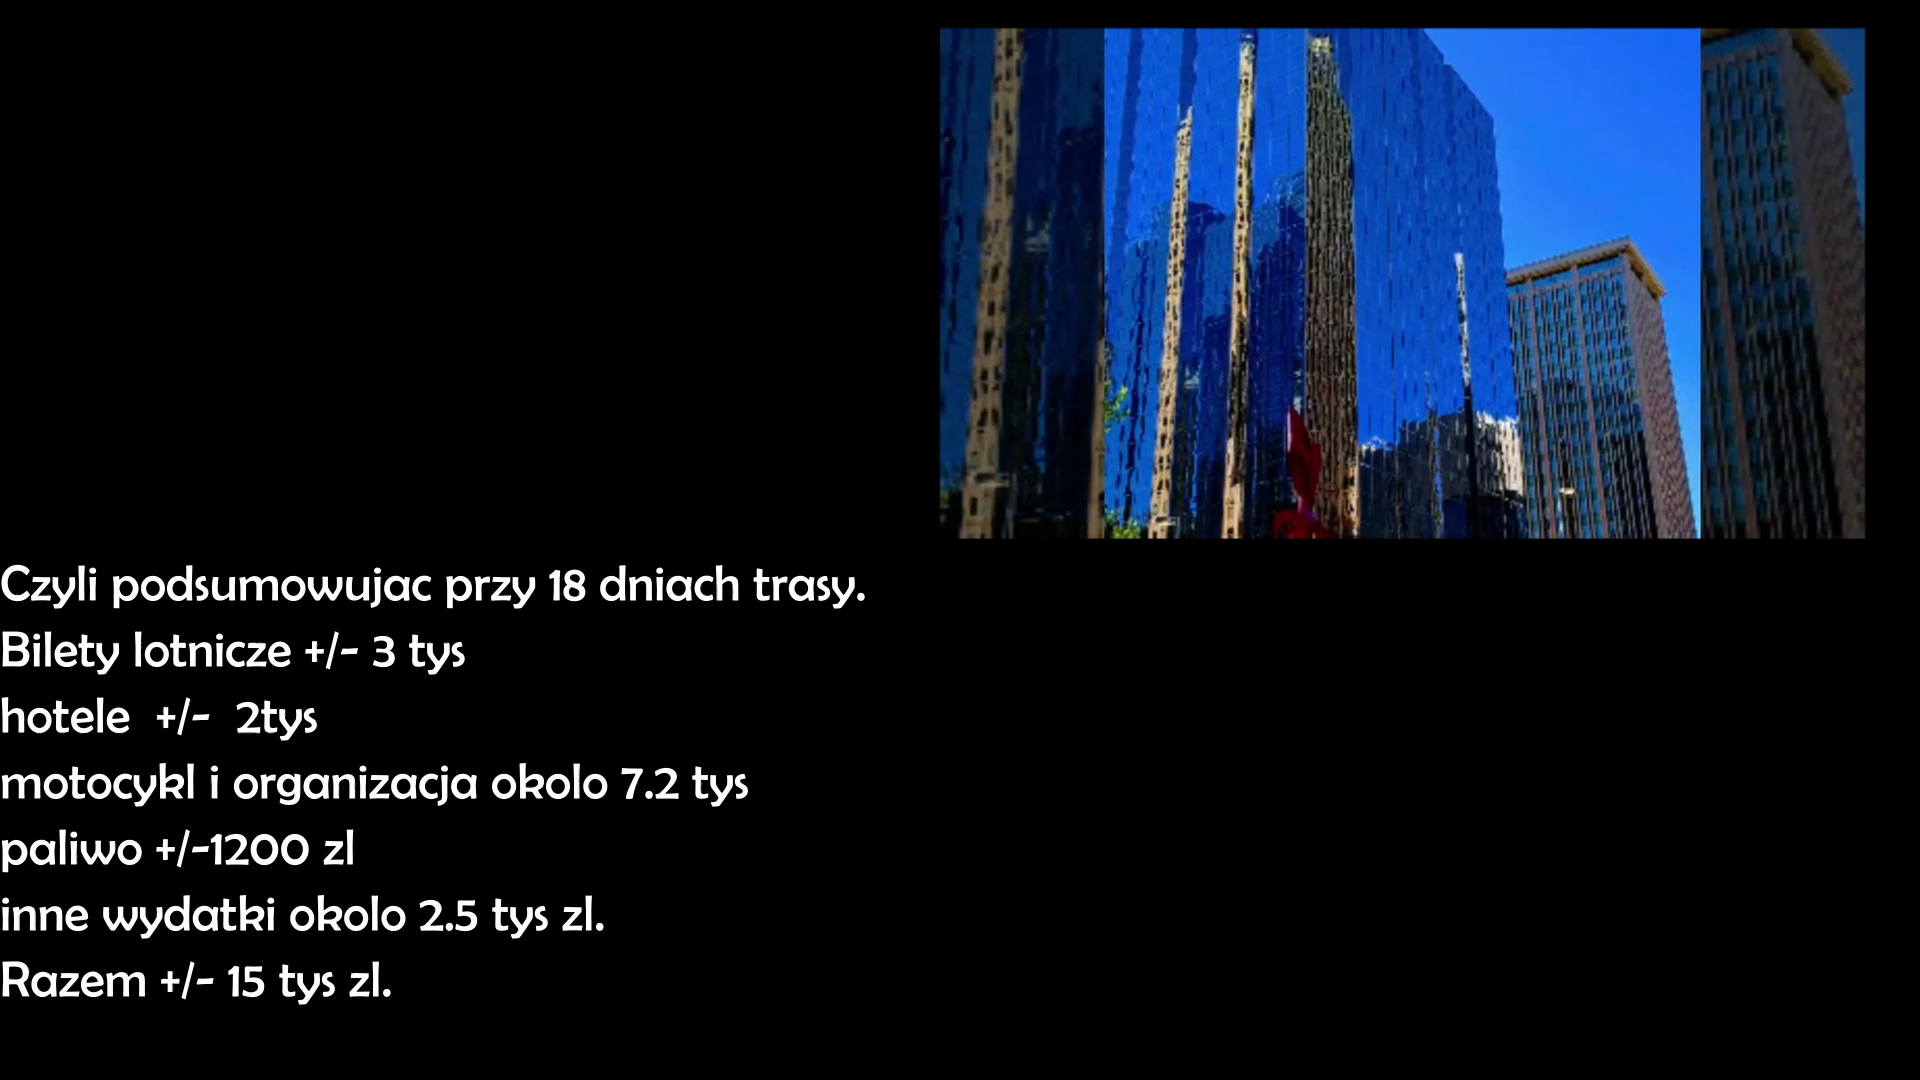 Czyli podsumowujac przy 18 dniach trasy.
Bilety lotnicze +/- 3 tys
hotele  +/-  2tys
motocykl i organizacja okolo 7.2 tys
paliwo +/-1200 zl
inne wydatki okolo 2.5 tys zl.
Razem +/- 15 tys zl.